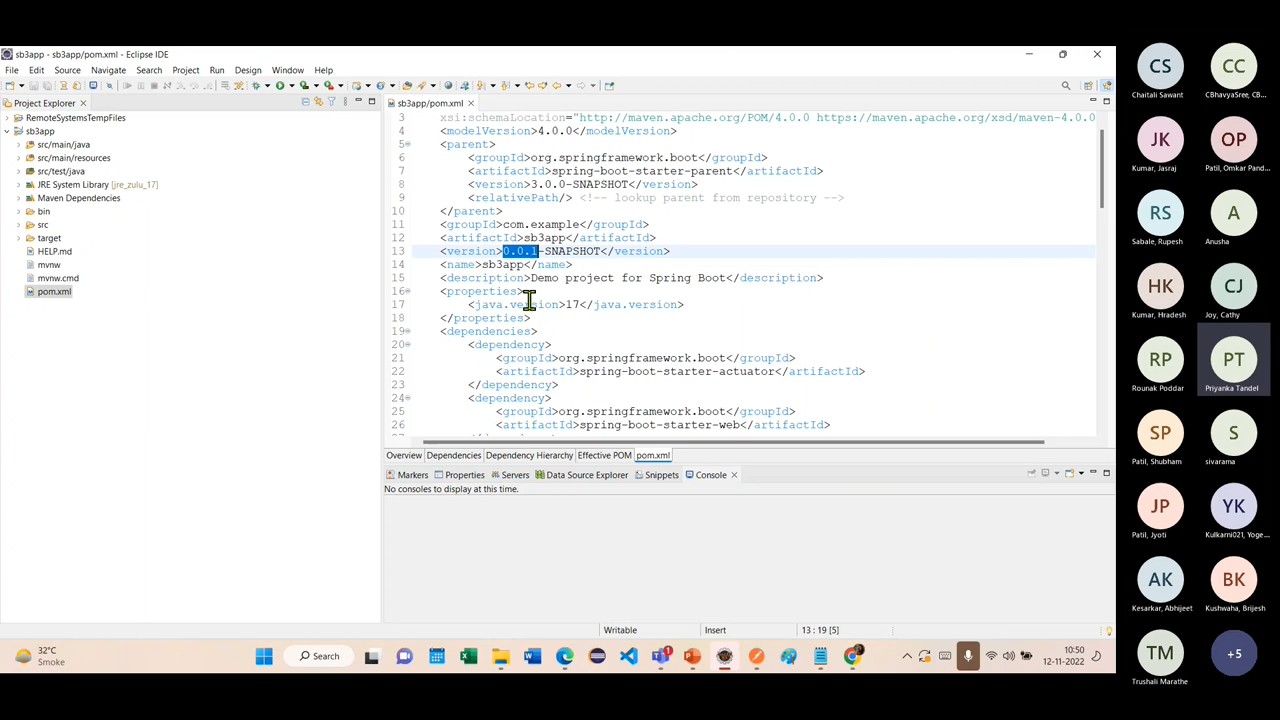 sb3app - sb3app/pom.xml - Eclipse IDE
File Edit Source Navigate Search Project Run Design Window Help
Project Explorer
RemoteSystemsTempFiles
sb3app
src/main/java
src/main/resources
src/test/java
JRE System Library [jre_zulu_17]
Maven Dependencies
bin
src
target
HELP.md
mvnw
mvnw.cmd
pom.xml
sb3app/pom.xml
3 xsi:schemaLocation="http://maven.apache.org/POM/4.0.0 https://maven.apache.org/xsd/maven-4.0.0
4 <modelVersion>4.0.0</modelVersion>
5 <parent>
6 <groupId>org.springframework.boot</groupId>
7 <artifactId>spring-boot-starter-parent</artifactId>
8 <version>3.0.0-SNAPSHOT</version>
9 <relativePath/> <!-- lookup parent from repository -->
10 </parent>
11 <groupId>com.example</groupId>
12 <artifactId>sb3app</artifactId>
13 <version>0.0.1-SNAPSHOT</version>
14 <name>sb3app</name>
15 <description>Demo project for Spring Boot</description>
16 <properties>
17 <java.version>17</java.version>
18 </properties>
19 <dependencies>
20 <dependency>
21 <groupId>org.springframework.boot</groupId>
22 <artifactId>spring-boot-starter-actuator</artifactId>
23 </dependency>
24 <dependency>
25 <groupId>org.springframework.boot</groupId>
26 <artifactId>spring-boot-starter-web</artifactId>
Overview Dependencies Dependency Hierarchy Effective POM pom.xml
Markers Properties Servers Data Source Explorer Snippets Console
No consoles to display at this time.
Writable Insert 13 : 19 [5]
32°C
Smoke
Search
1
10:50
12-11-2022
CS
Chaitali Sawant
CC
CBhavyaSree, CB...
JK
Kumar, Jasraj
OP
Patil, Omkar Pand...
RS
Sabale, Rupesh
A
Anusha
HK
Kumar, Hradesh
CJ
Joy, Cathy
RP
Rounak Poddar
PT
Priyanka Tandel
SP
Patil, Shubham
S
sivarama
JP
Patil, Jyoti
YK
Kulkarni021, Yoge...
AK
Kesarkar, Abhijeet
BK
Kushwaha, Brijesh
TM
Trushali Marathe
+5